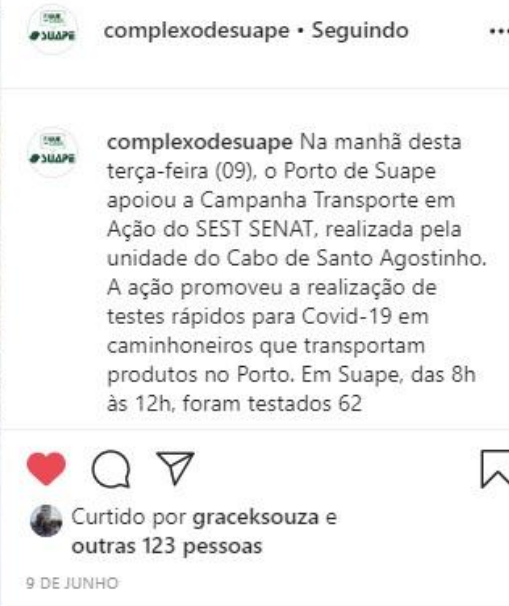 SUAPE
complexodesuape • Seguindo
SUAPE
complexodesuape Na manhã desta
terça-feira (09), o Porto de Suape
apoiou a Campanha Transporte em
Ação do SEST SENAT, realizada pela
unidade do Cabo de Santo Agostinho.
A ação promoveu a realização de
testes rápidos para Covid-19 em
caminhoneiros que transportam
produtos no Porto. Em Suape, das 8h
às 12h, foram testados 62
Curtido por graceksouza e
outras 123 pessoas
9 DE JUNHO